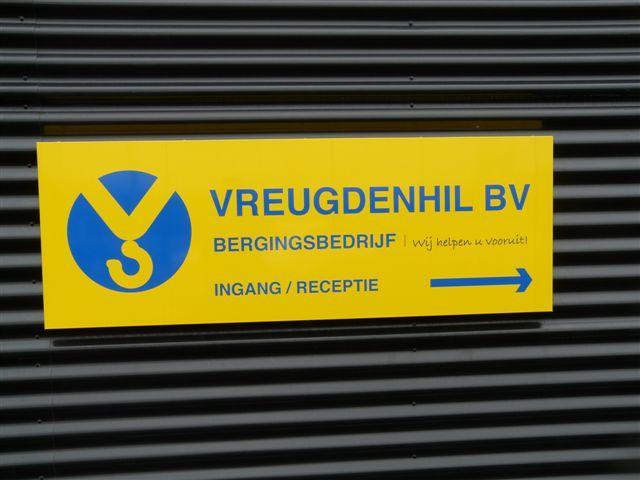 VREUGDENHIL BV
BERGINGSBEDRIJF | Wij helpen u vooruit!
INGANG / RECEPTIE